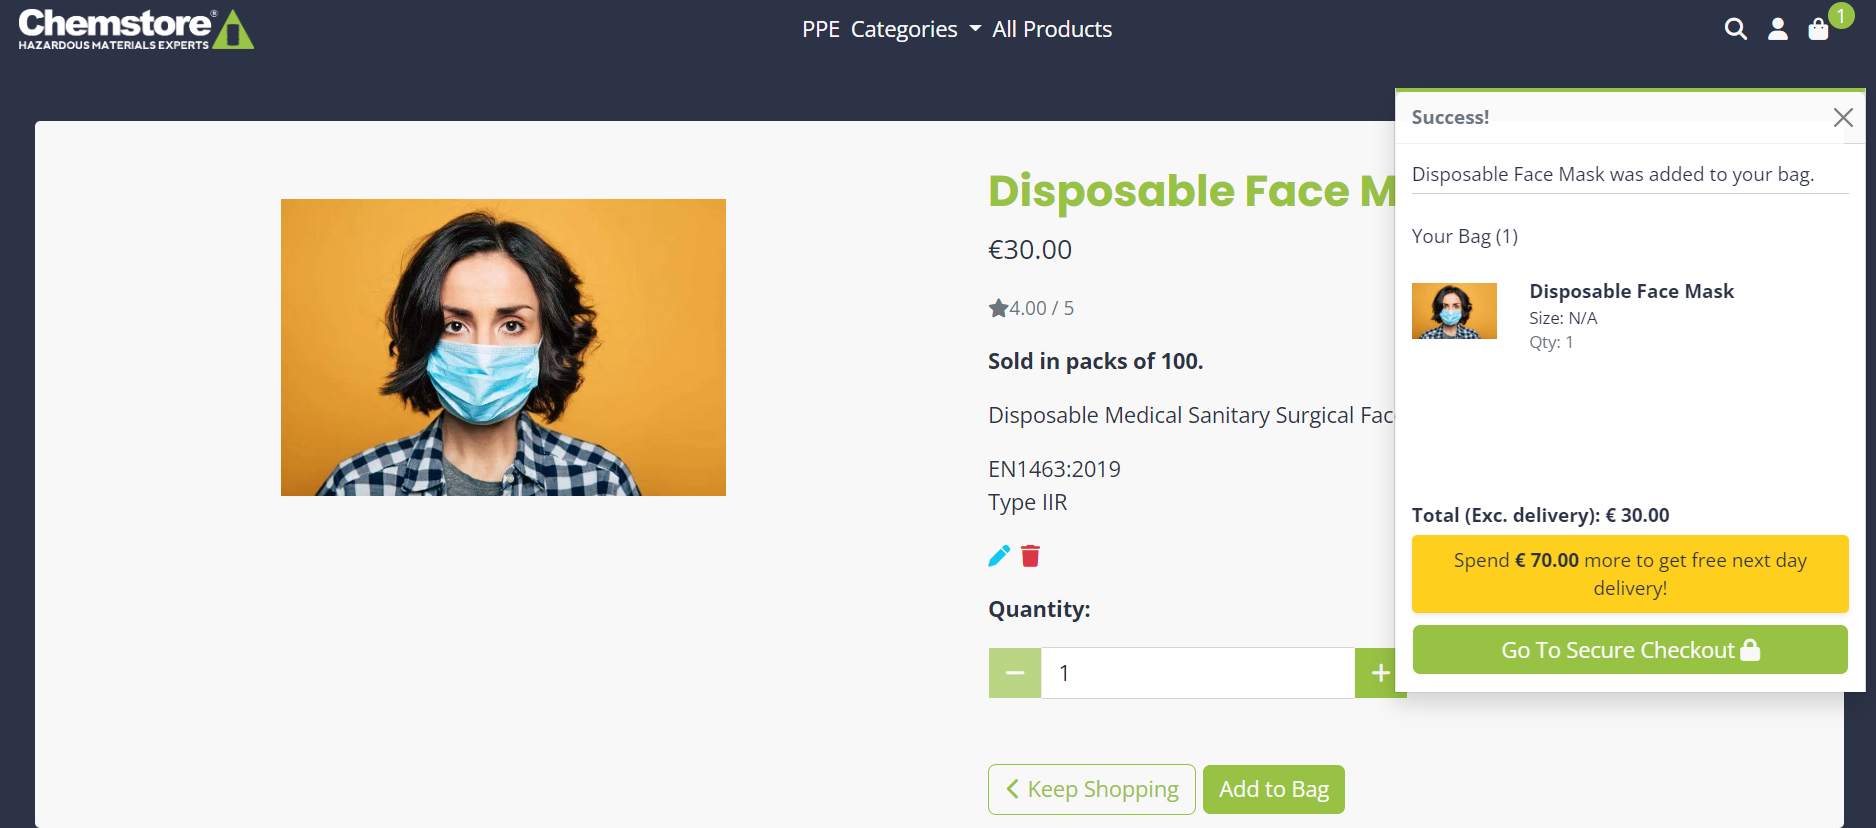 Chemstore®
HAZARDOUS MATERIALS EXPERTS
PPE Categories All Products
1
Disposable Face M
€30.00
4.00 / 5
Sold in packs of 100.
Disposable Medical Sanitary Surgical Fac
EN1463:2019
Type IIR
Quantity:
1
Keep Shopping
Add to Bag
Success!
Disposable Face Mask was added to your bag.
Your Bag (1)
Disposable Face Mask
Size: N/A
Qty: 1
Total (Exc. delivery): € 30.00
Spend € 70.00 more to get free next day
delivery!
Go To Secure Checkout